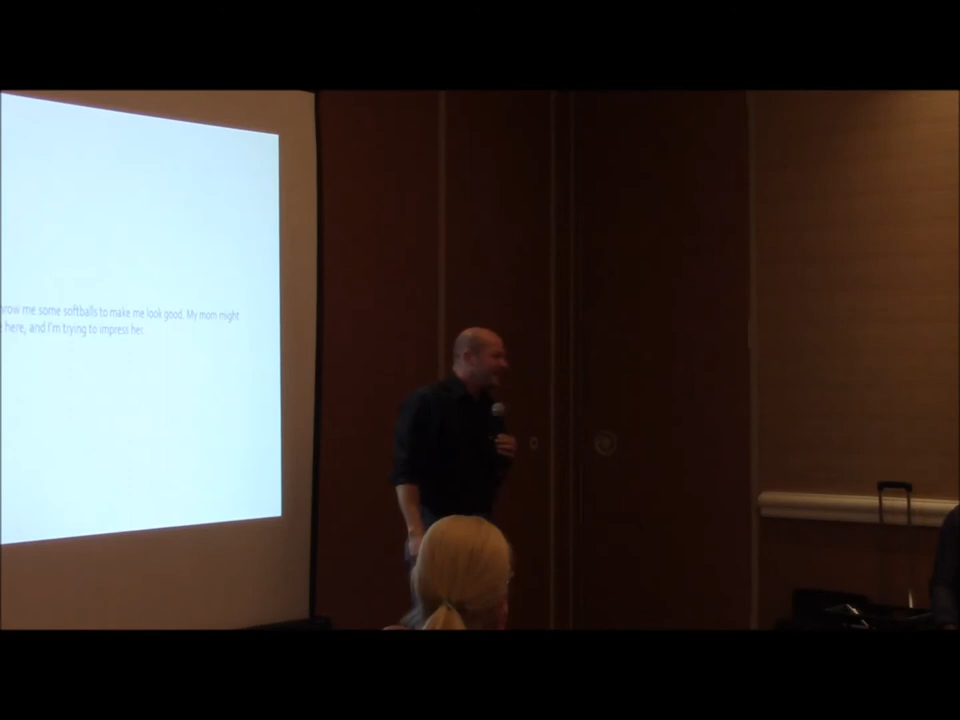 row me some softballs to make me look good. My mom might
here, and I'm trying to impress her.